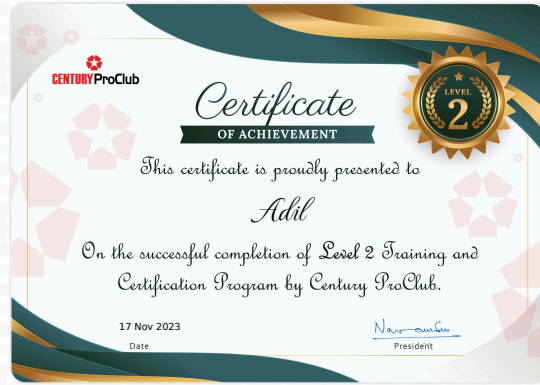 CENTURY ProClub
Certificate
OF ACHIEVEMENT
LEVEL
2
This certificate is proudly presented to
Adil
On the successful completion of Level 2 Training and
Certification Program by Century ProClub.
17 Nov 2023
Date
President